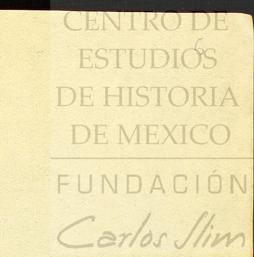 CENTRO DE
ESTUDIOS
DE HISTORIA
DE MEXICO
FUNDACIÓN
Carlos Slim